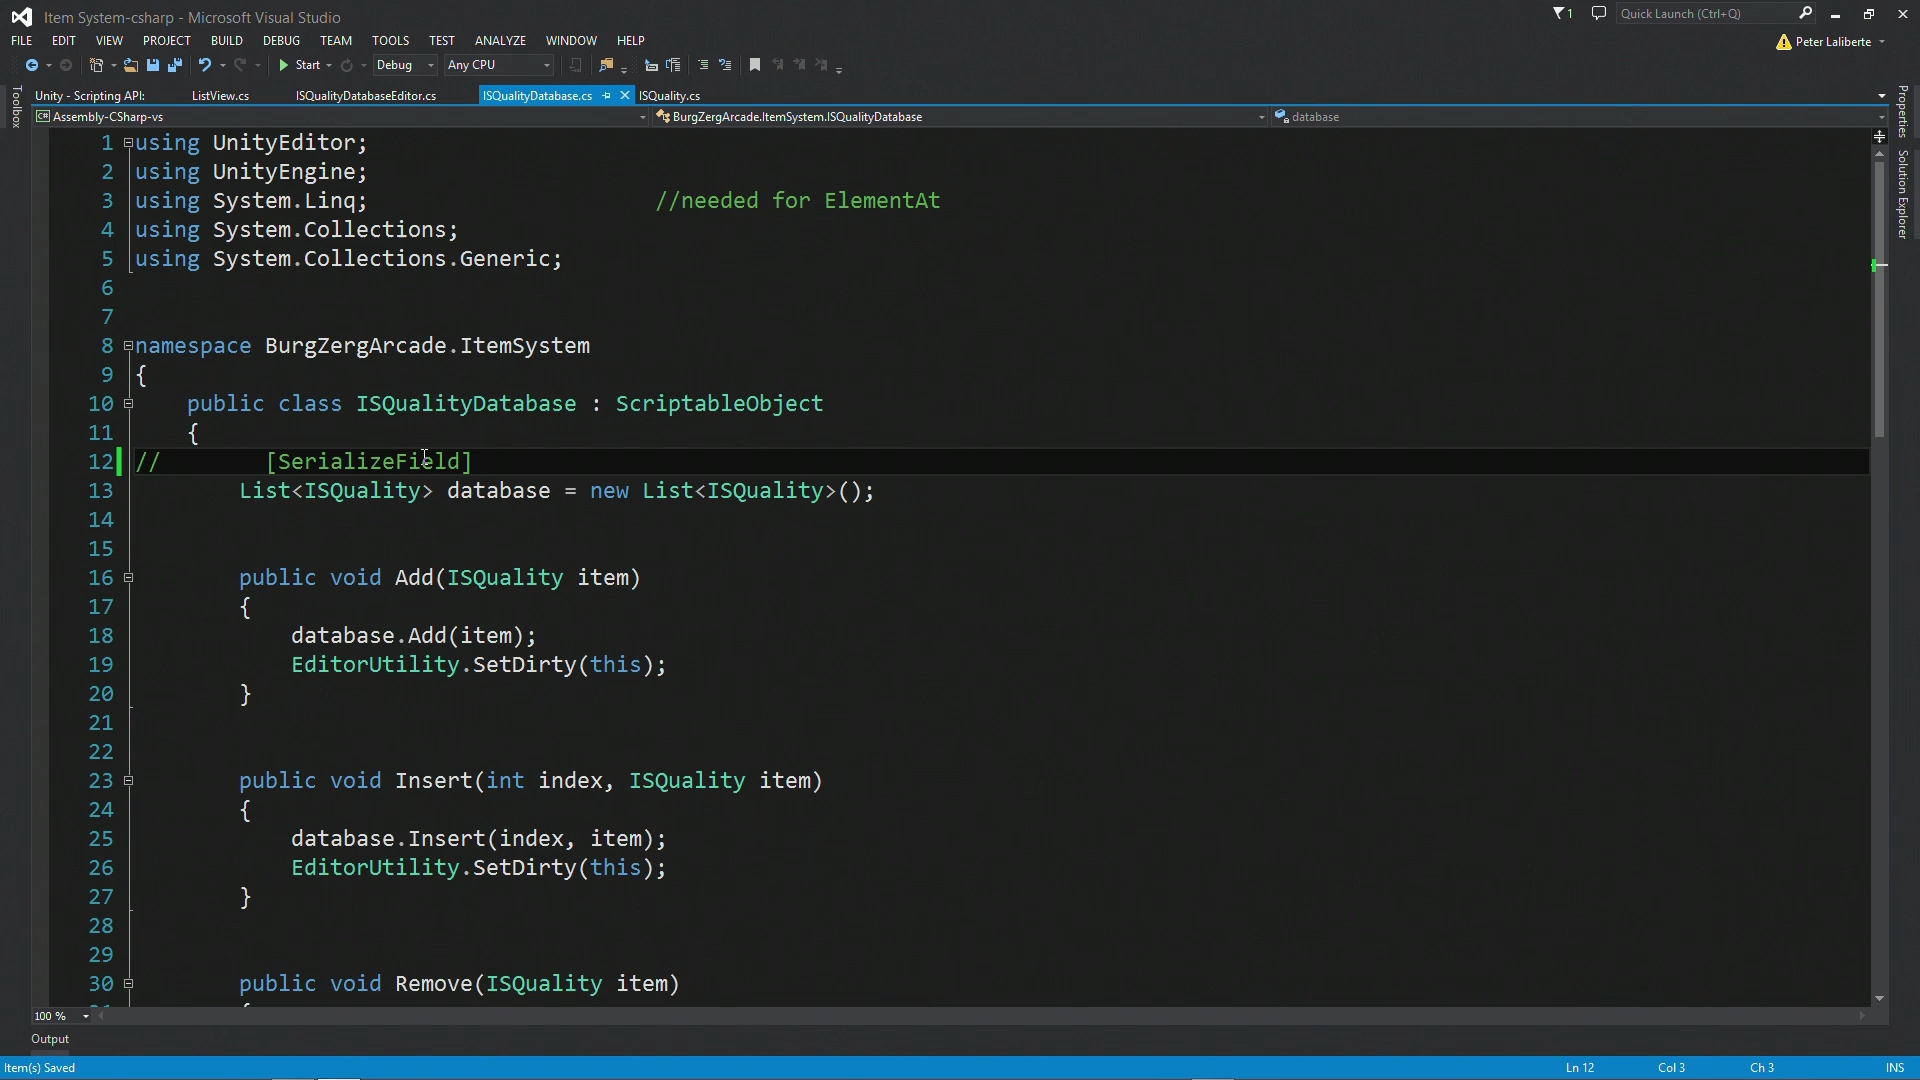 Item System-csharp - Microsoft Visual Studio
1
Quick Launch (Ctrl+Q)
FILE EDIT VIEW PROJECT BUILD DEBUG TEAM TOOLS TEST ANALYZE WINDOW HELP
Peter Laliberte
Start Debug Any CPU
Toolbox
Unity - Scripting API: ListView.cs ISQualityDatabaseEditor.cs ISQualityDatabase.cs ISQuality.cs
Properties
C# Assembly-CSharp-vs BurgZergArcade.ItemSystem.ISQualityDatabase database
Solution Explorer
1 using UnityEditor;
2 using UnityEngine;
3 using System.Linq; //needed for ElementAt
4 using System.Collections;
5 using System.Collections.Generic;
6
7
8 namespace BurgZergArcade.ItemSystem
9 {
10 public class ISQualityDatabase : ScriptableObject
11 {
12 // [SerializeField]
13 List<ISQuality> database = new List<ISQuality>();
14
15
16 public void Add(ISQuality item)
17 {
18 database.Add(item);
19 EditorUtility.SetDirty(this);
20 }
21
22
23 public void Insert(int index, ISQuality item)
24 {
25 database.Insert(index, item);
26 EditorUtility.SetDirty(this);
27 }
28
29
30 public void Remove(ISQuality item)
100 %
Output
Item(s) Saved Ln 12 Col 3 Ch 3 INS